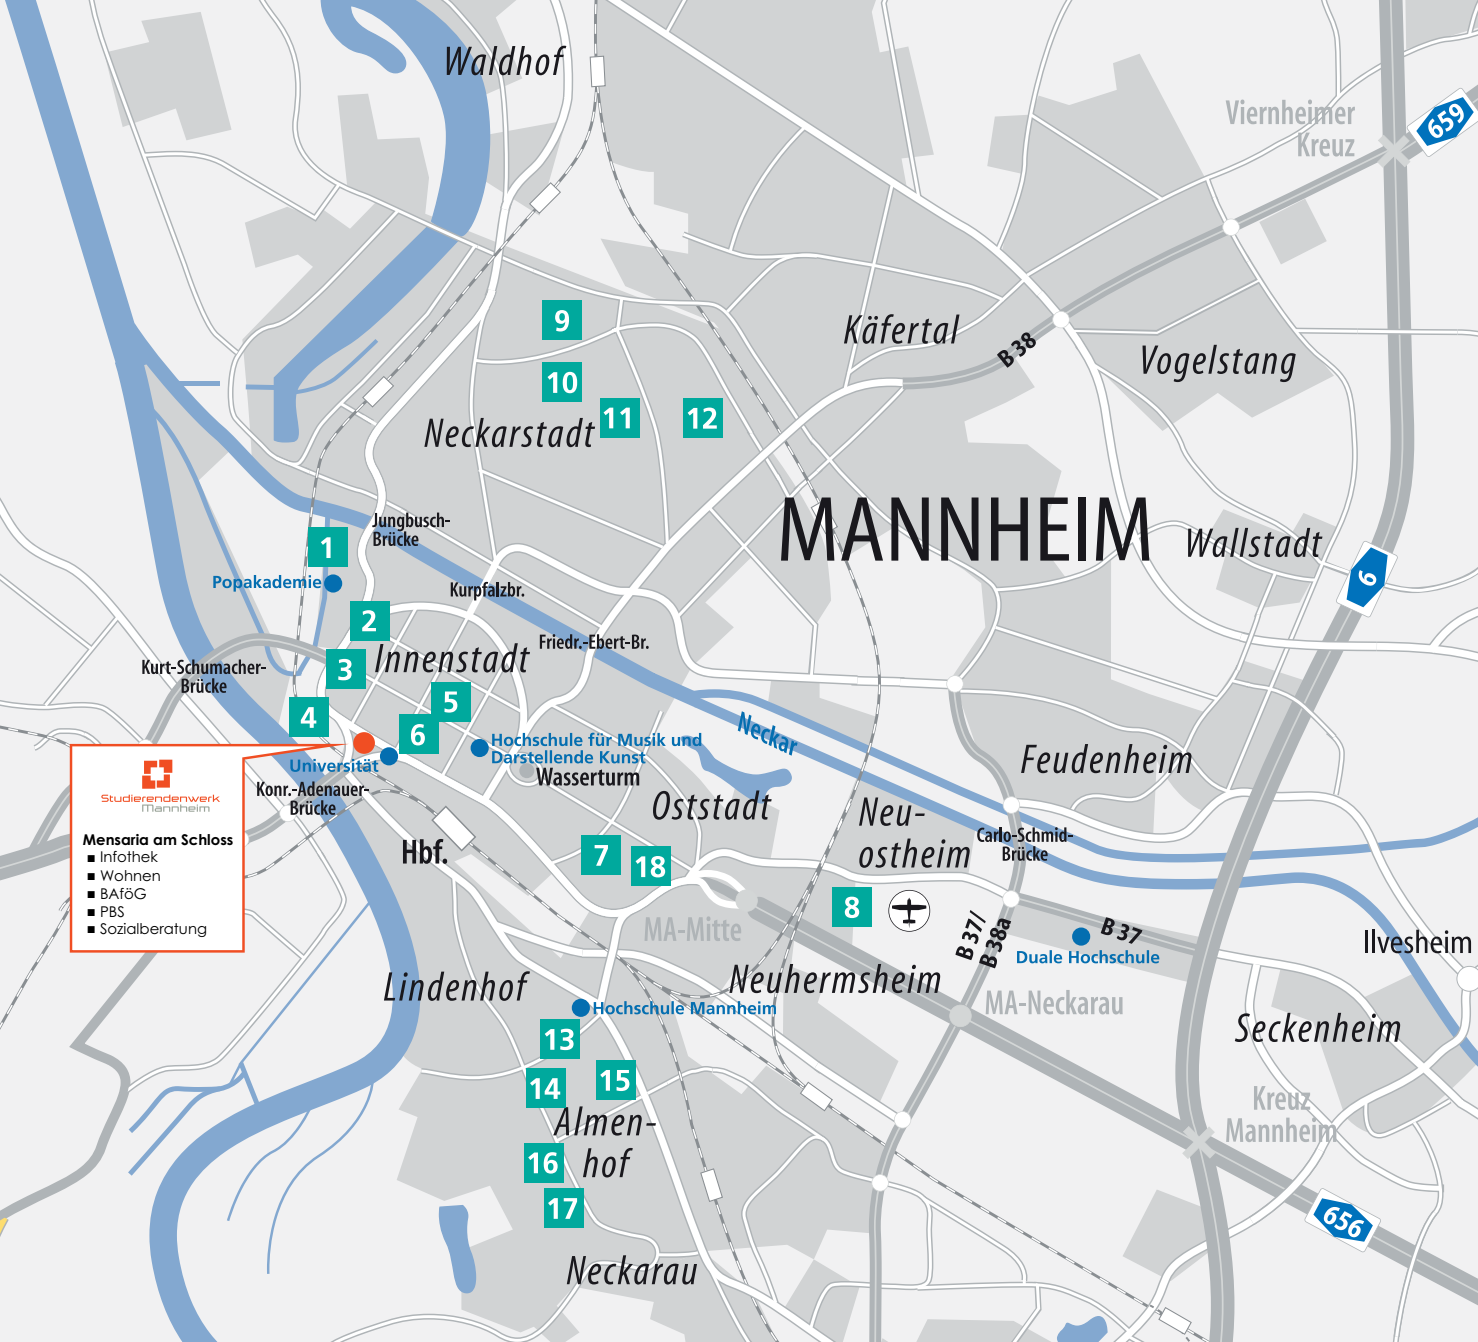 Waldhof
Viernheimer
Kreuz
659
9
Käfertal
B 38
Vogelstang
10
11
12
Neckarstadt
MANNHEIM
Jungbusch-
Brücke
1
Wallstadt
6
Popakademie
Kurpfalzbr.
2
Friedr.-Ebert-Br.
Innenstadt
Kurt-Schumacher-
Brücke
3
5
4
6
Neckar
Hochschule für Musik und
Darstellende Kunst
Universität
Wasserturm
Feudenheim
Konr.-Adenauer-
Brücke
Studierendenwerk
Mannheim
Mensaria am Schloss
■ Infothek
■ Wohnen
■ BAföG
■ PBS
■ Sozialberatung
Oststadt
Neu-
ostheim
Carlo-Schmid-
Brücke
Hbf.
7
18
8
MA-Mitte
B 37/
B 38a
B 37
Duale Hochschule
Ilvesheim
Lindenhof
Neuhermsheim
MA-Neckarau
Hochschule Mannheim
Seckenheim
13
14
15
Almen-
hof
Kreuz
Mannheim
16
17
656
Neckarau